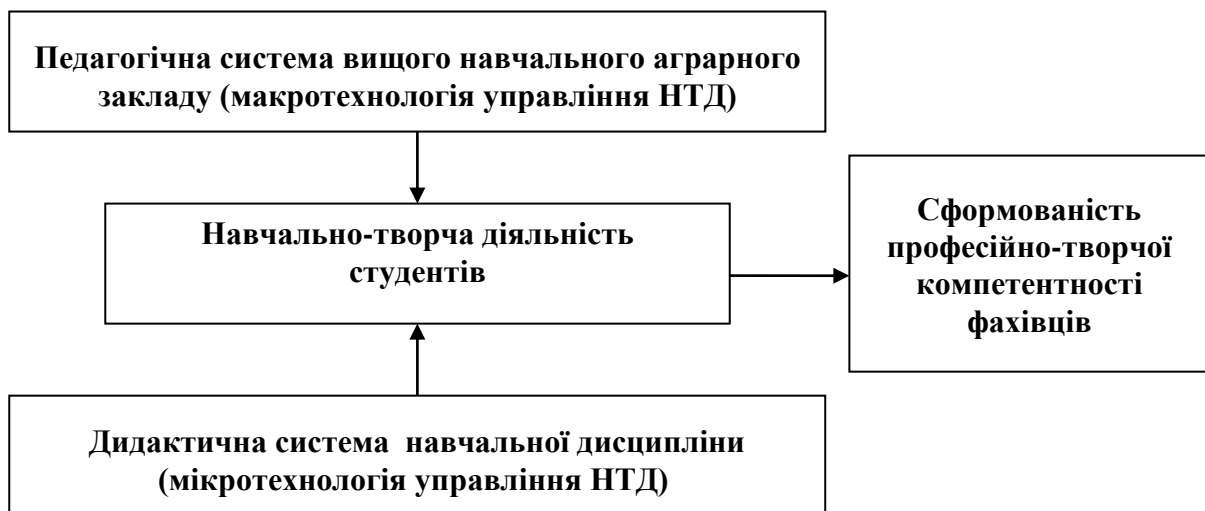 Педагогічна система вищого навчального аграрного
закладу (макротехнологія управління НТД)
Навчально-творча діяльність
студентів
Сформованість
професійно-творчої
компетентності
фахівців
Дидактична система навчальної дисципліни
(мікротехнологія управління НТД)